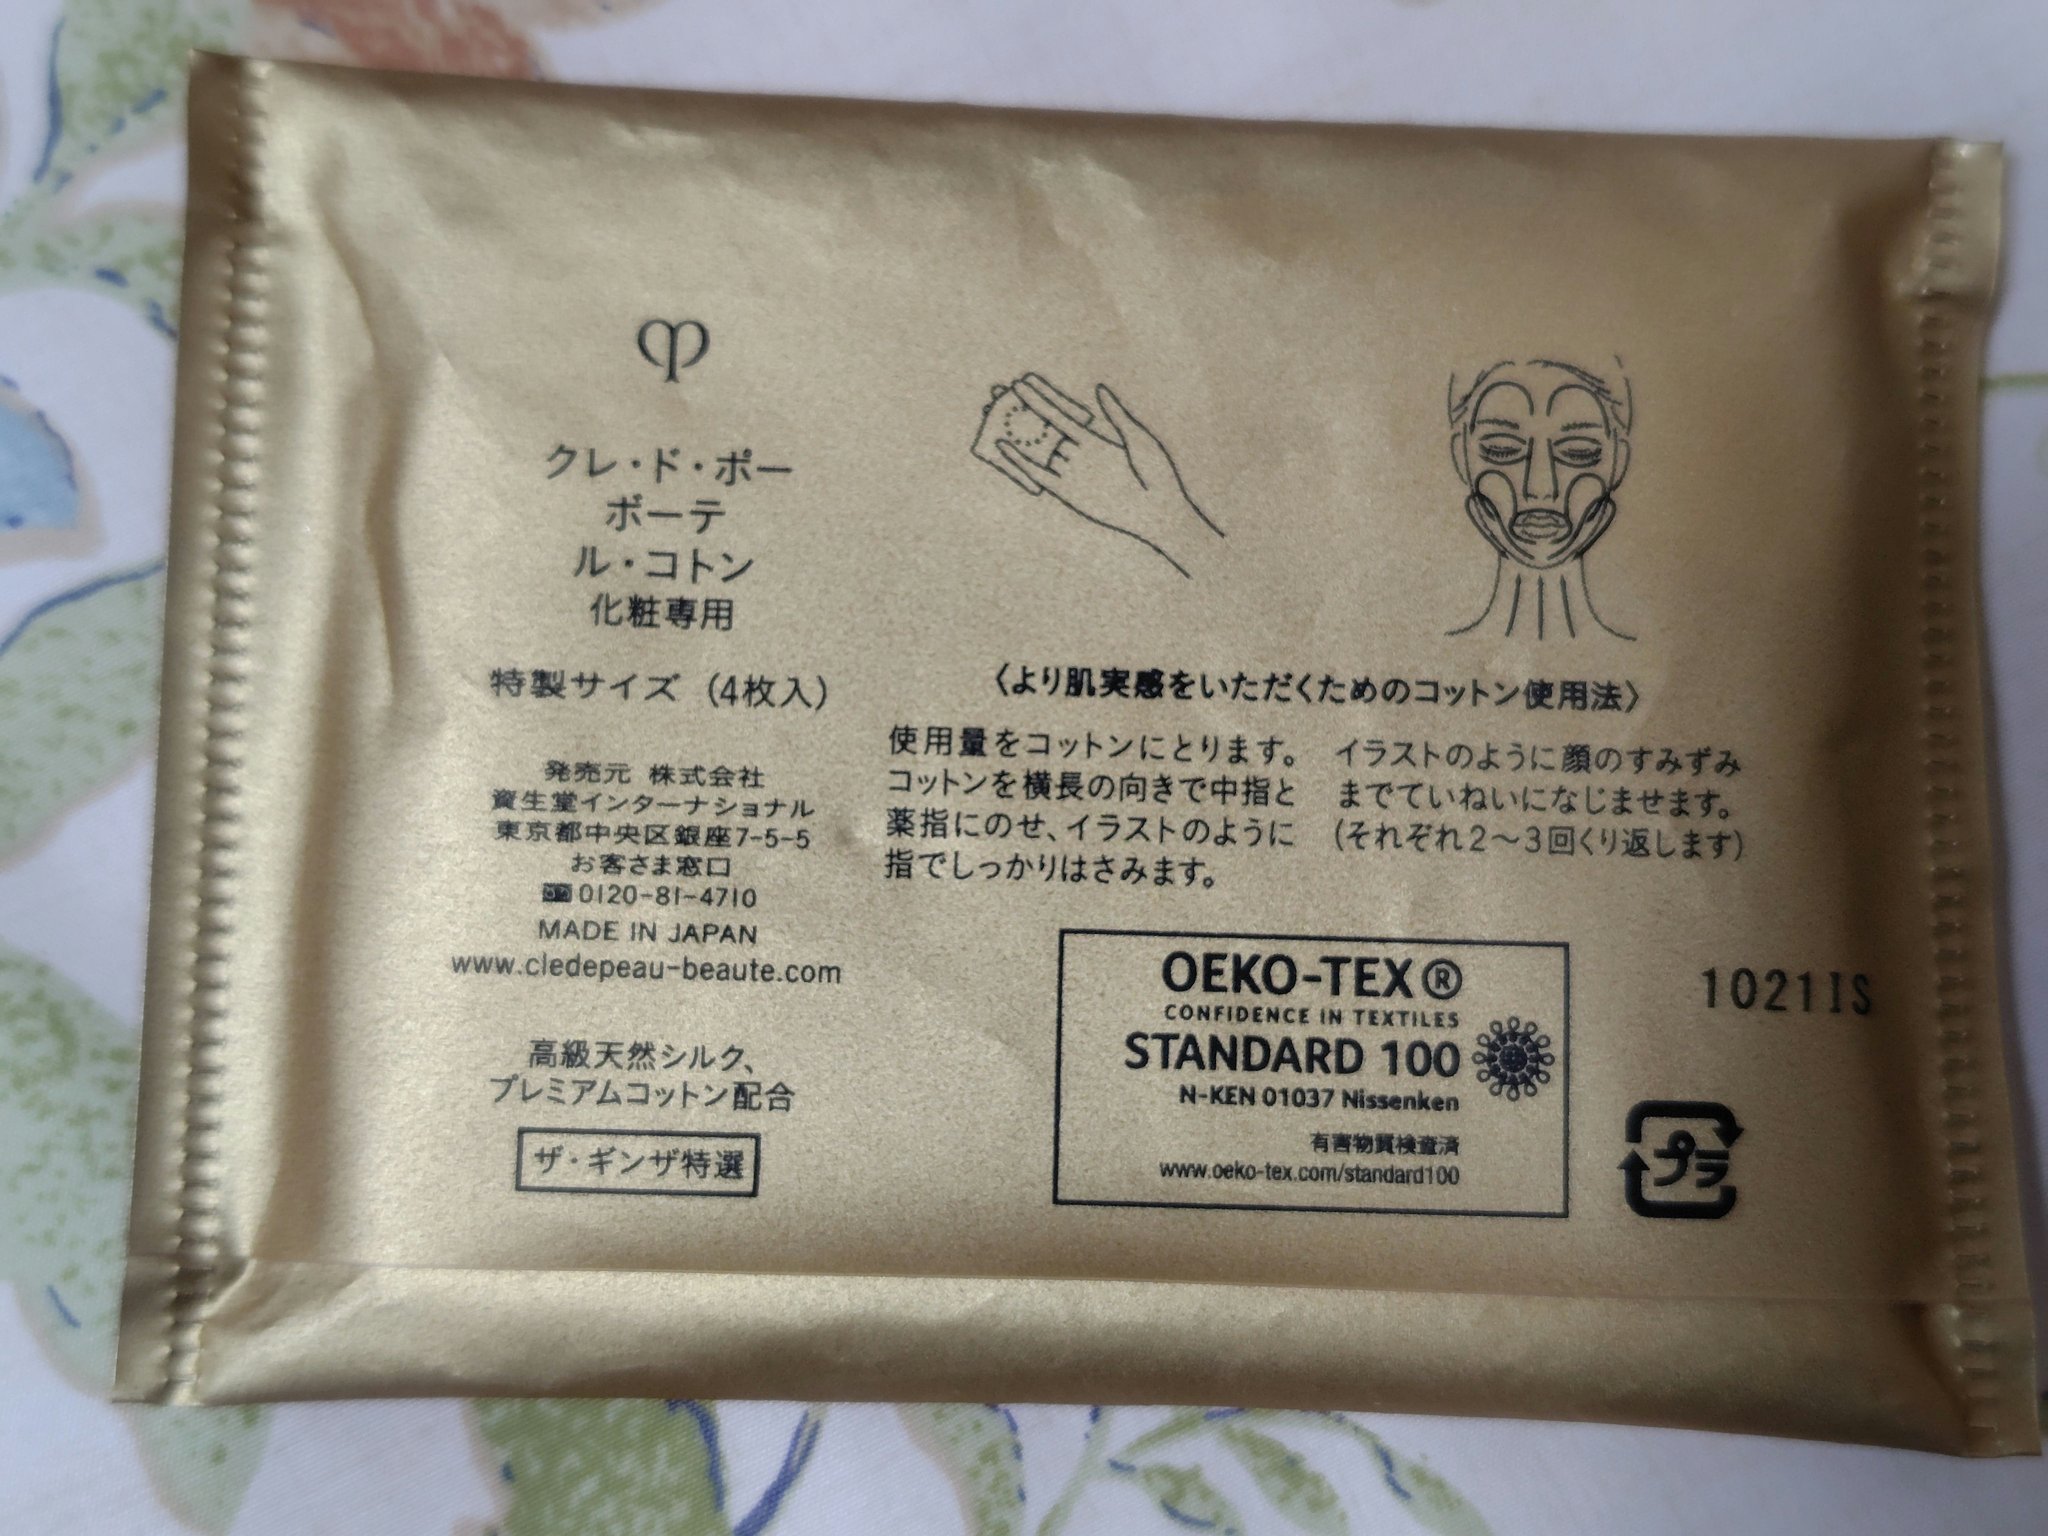 クレ・ド・ポー
ボーテ
ル・コトン
化粧専用
特製サイズ (4枚入)
発売元 株式会社
資生堂インターナショナル
東京都中央区銀座7-5-5
お客さま窓口
0120-81-4710
MADE IN JAPAN
www.cledepeau-beaute.com
高級天然シルク、
プレミアムコットン配合
ザ・ギンザ特選
〈より肌実感をいただくためのコットン使用法〉
使用量をコットンにとります。
コットンを横長の向きで中指と
薬指にのせ、イラストのように
指でしっかりはさみます。
イラストのように顔のすみずみ
までていねいになじませます。
(それぞれ2〜3回くり返します)
OEKO-TEX®
CONFIDENCE IN TEXTILES
STANDARD 100
N-KEN 01037 Nissenken
有害物質検査済
www.oeko-tex.com/standard100
1021IS
プラ